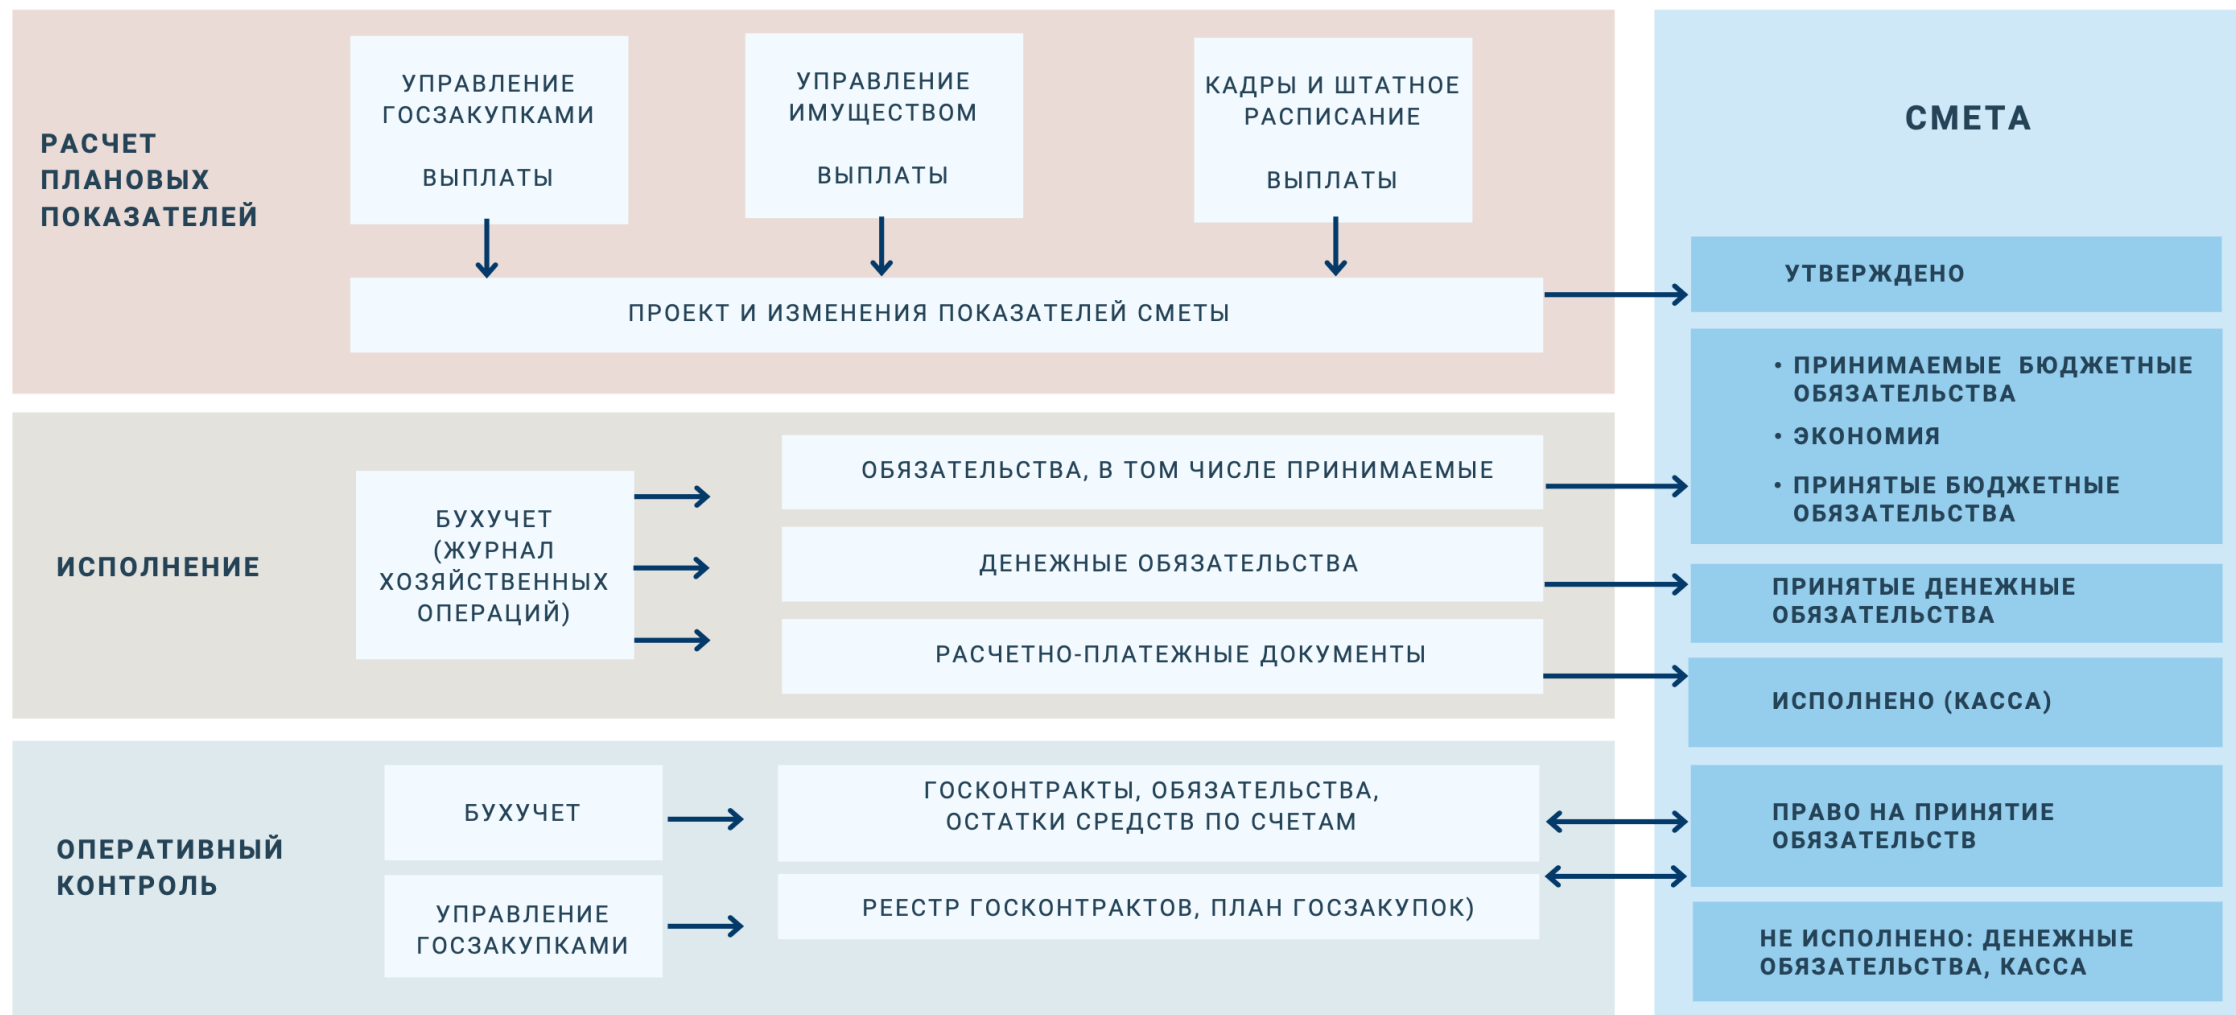 РАСЧЕТ
ПЛАНОВЫХ
ПОКАЗАТЕЛЕЙ
УПРАВЛЕНИЕ
ГОСЗАКУПКАМИ
ВЫПЛАТЫ
УПРАВЛЕНИЕ
ИМУЩЕСТВОМ
ВЫПЛАТЫ
КАДРЫ И ШТАТНОЕ
РАСПИСАНИЕ
ВЫПЛАТЫ
ПРОЕКТ И ИЗМЕНЕНИЯ ПОКАЗАТЕЛЕЙ СМЕТЫ
ИСПОЛНЕНИЕ
БУХУЧЕТ
(ЖУРНАЛ
ХОЗЯЙСТВЕННЫХ
ОПЕРАЦИЙ)
ОБЯЗАТЕЛЬСТВА, В ТОМ ЧИСЛЕ ПРИНИМАЕМЫЕ
ДЕНЕЖНЫЕ ОБЯЗАТЕЛЬСТВА
РАСЧЕТНО-ПЛАТЕЖНЫЕ ДОКУМЕНТЫ
ОПЕРАТИВНЫЙ
КОНТРОЛЬ
БУХУЧЕТ
ГОСКОНТРАКТЫ, ОБЯЗАТЕЛЬСТВА,
ОСТАТКИ СРЕДСТВ ПО СЧЕТАМ
УПРАВЛЕНИЕ
ГОСЗАКУПКАМИ
РЕЕСТР ГОСКОНТРАКТОВ, ПЛАН ГОСЗАКУПОК)
СМЕТА
УТВЕРЖДЕНО
• ПРИНИМАЕМЫЕ БЮДЖЕТНЫЕ
ОБЯЗАТЕЛЬСТВА
• ЭКОНОМИЯ
• ПРИНЯТЫЕ БЮДЖЕТНЫЕ
ОБЯЗАТЕЛЬСТВА
ПРИНЯТЫЕ ДЕНЕЖНЫЕ
ОБЯЗАТЕЛЬСТВА
ИСПОЛНЕНО (КАССА)
ПРАВО НА ПРИНЯТИЕ
ОБЯЗАТЕЛЬСТВ
НЕ ИСПОЛНЕНО: ДЕНЕЖНЫЕ
ОБЯЗАТЕЛЬСТВА, КАССА